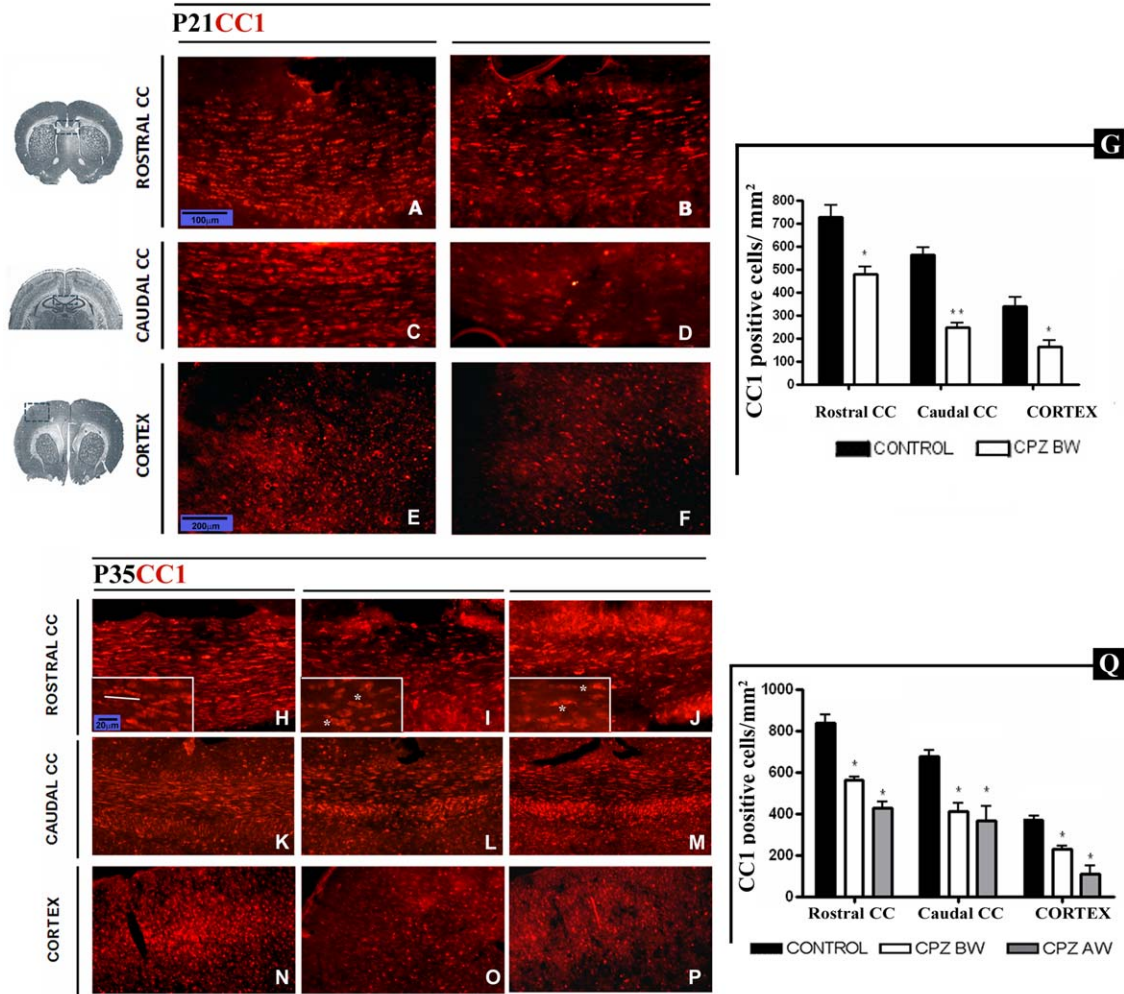 P21CC1
ROSTRAL CC
A
B
100µm
CAUDAL CC
C
D
CORTEX
E
F
200µm
G
CC1 positive cells/ mm²
800
700
600
500
400
300
200
100
0
*
**
*
Rostral CC Caudal CC CORTEX
CONTROL CPZ BW
P35CC1
ROSTRAL CC
20µm
H
*
*
I
*
*
J
CAUDAL CC
K
L
M
CORTEX
N
O
P
Q
CC1 positive cells/mm²
1000
800
600
400
200
0
*
*
*
*
*
*
Rostral CC Caudal CC CORTEX
CONTROL CPZ BW CPZ AW